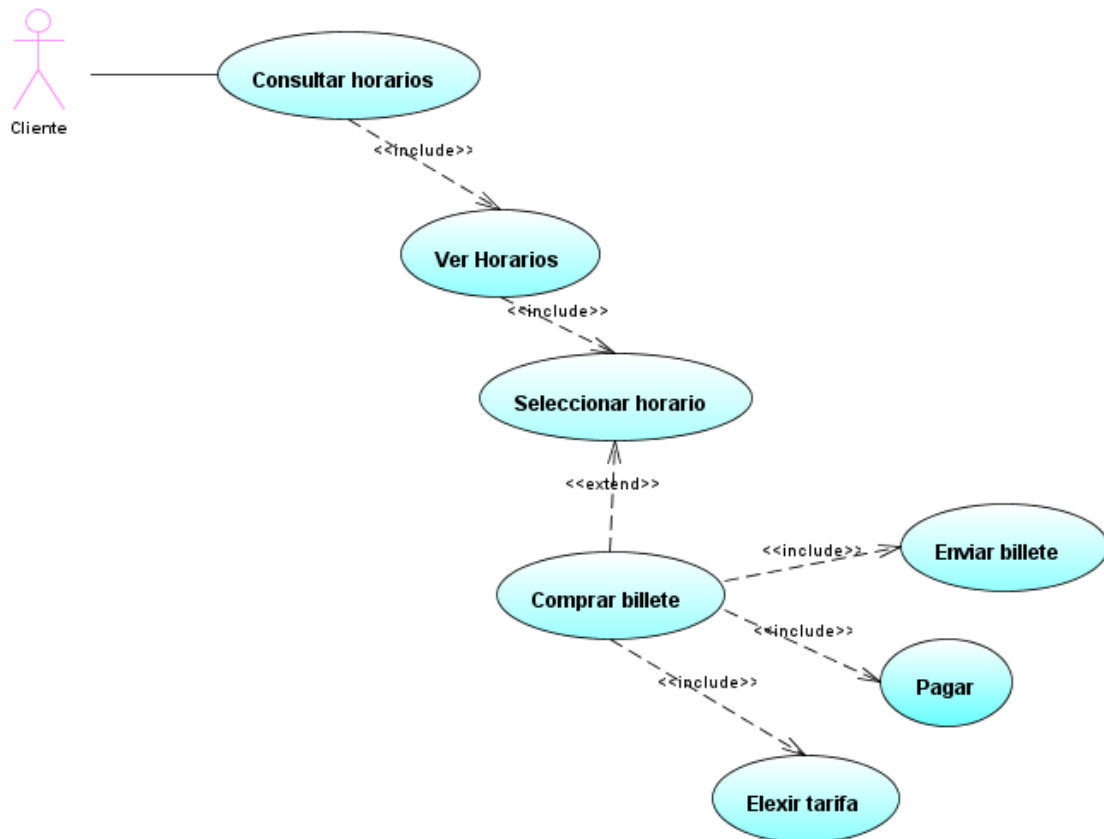 Cliente
Consultar horarios
<<include>>
Ver Horarios
<<include>>
Seleccionar horario
<<extend>>
Comprar billete
<<include>>
Enviar billete
<<include>>
Pagar
<<include>>
Elexir tarifa